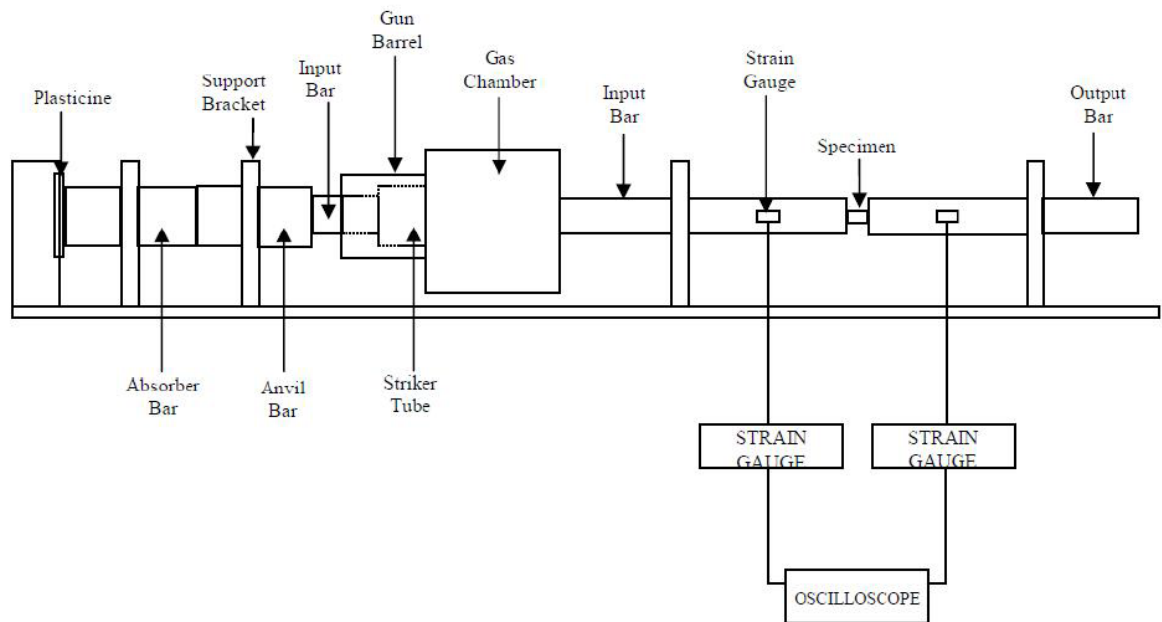 Gun
Barrel
Gas
Chamber
Input
Bar
Support
Bracket
Plasticine
Strain
Gauge
Input
Bar
Output
Bar
Specimen
Absorber
Bar
Anvil
Bar
Striker
Tube
STRAIN
GAUGE
STRAIN
GAUGE
OSCILLOSCOPE